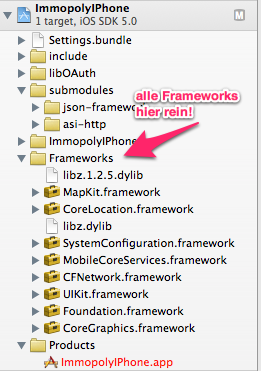 ImmopolyIPhone
M
1 target, iOS SDK 5.0
Settings.bundle
include
libOAuth
submodules
json-framework
asi-http
ImmopolyIPhone
alle Frameworks
hier rein!
Frameworks
libz.1.2.5.dylib
MapKit.framework
CoreLocation.framework
libz.dylib
SystemConfiguration.framework
MobileCoreServices.framework
CFNetwork.framework
UIKit.framework
Foundation.framework
CoreGraphics.framework
Products
ImmopolyIPhone.app